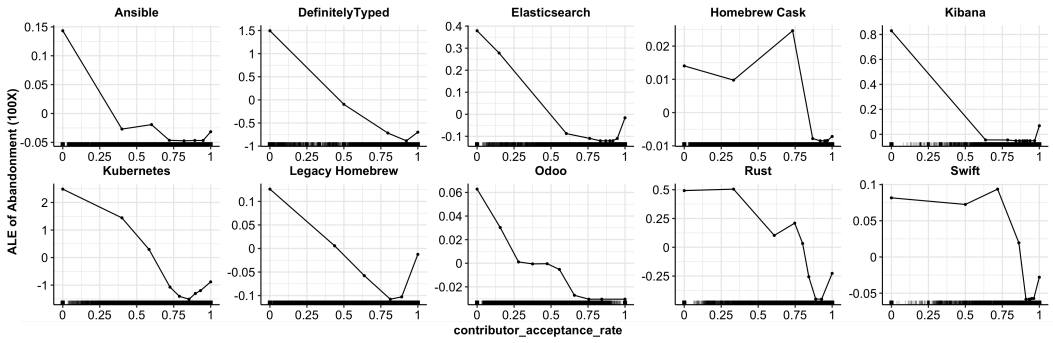 Ansible DefinitelyTyped Elasticsearch Homebrew Cask Kibana
0.15 0.1 0.05 0 -0.05
1.5 1 0.5 0 -0.5 -1
0.4 0.3 0.2 0.1 0 -0.1
0.02 0.01 0 -0.01
0.8 0.6 0.4 0.2 0
0 0.25 0.5 0.75 1 0 0.25 0.5 0.75 1 0 0.25 0.5 0.75 1 0 0.25 0.5 0.75 1 0 0.25 0.5 0.75 1
Kubernetes Legacy Homebrew Odoo Rust Swift
2 1 0 -1
0.1 0.05 0 -0.05 -0.1
0.06 0.04 0.02 0 -0.02
0.5 0.25 0 -0.25
0.1 0.05 0 -0.05
0 0.25 0.5 0.75 1 0 0.25 0.5 0.75 1 0 0.25 0.5 0.75 1 0 0.25 0.5 0.75 1 0 0.25 0.5 0.75 1
ALE of Abandonment (100X)
contributor_acceptance_rate